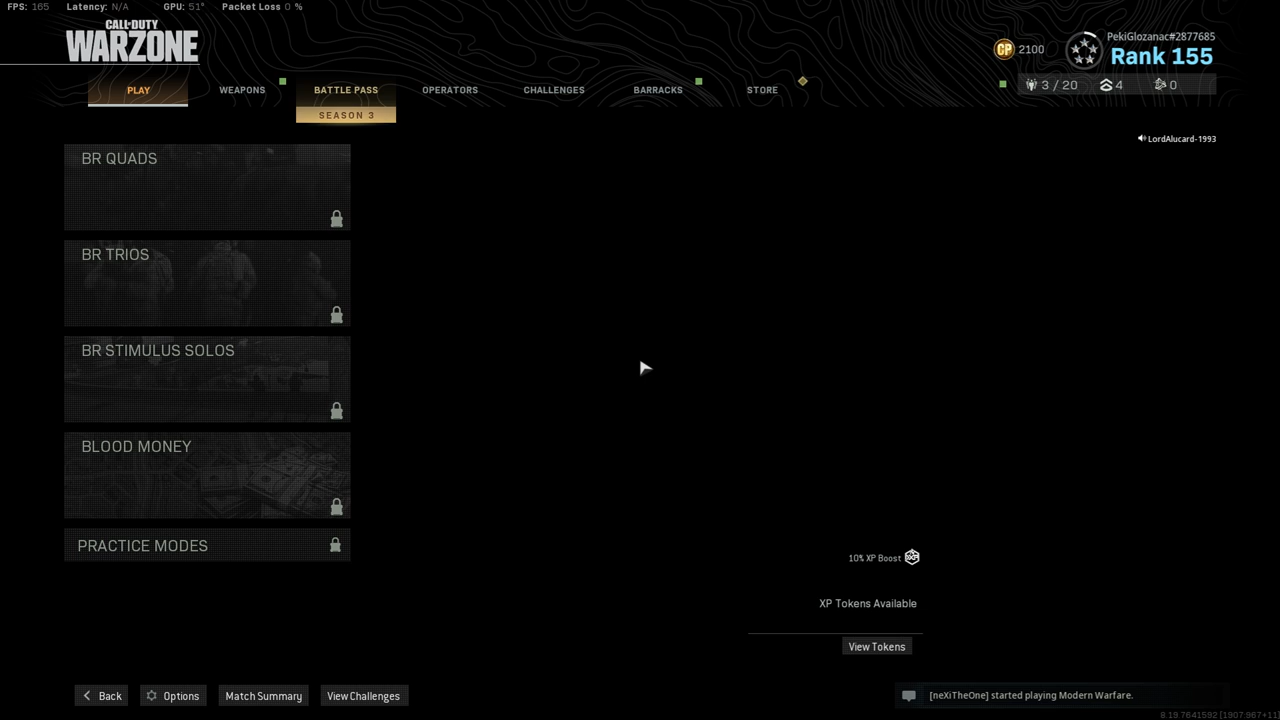 FPS: 165 Latency: N/A GPU: 51° Packet Loss 0 %
CALL OF DUTY
WARZONE
CP 2100
PekiGlozanac#2877685
Rank 155
3 / 20 4 0
PLAY WEAPONS BATTLE PASS OPERATORS CHALLENGES BARRACKS STORE
SEASON 3
LordAlucard-1993
BR QUADS
BR TRIOS
BR STIMULUS SOLOS
BLOOD MONEY
PRACTICE MODES
10% XP Boost
XP Tokens Available
View Tokens
Back Options Match Summary View Challenges
[neXiTheOne] started playing Modern Warfare.